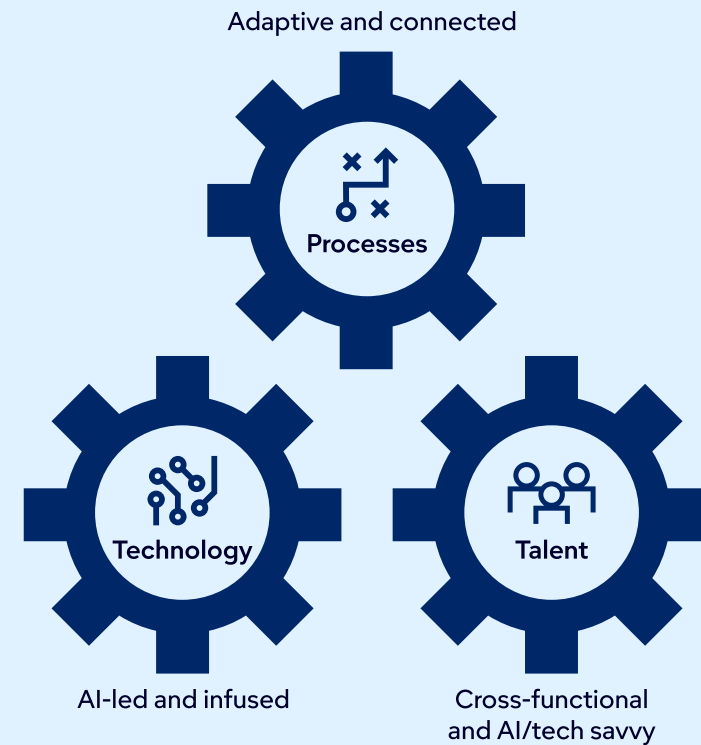 Adaptive and connected
Processes
Technology
Talent
AI-led and infused
Cross-functional
and AI/tech savvy